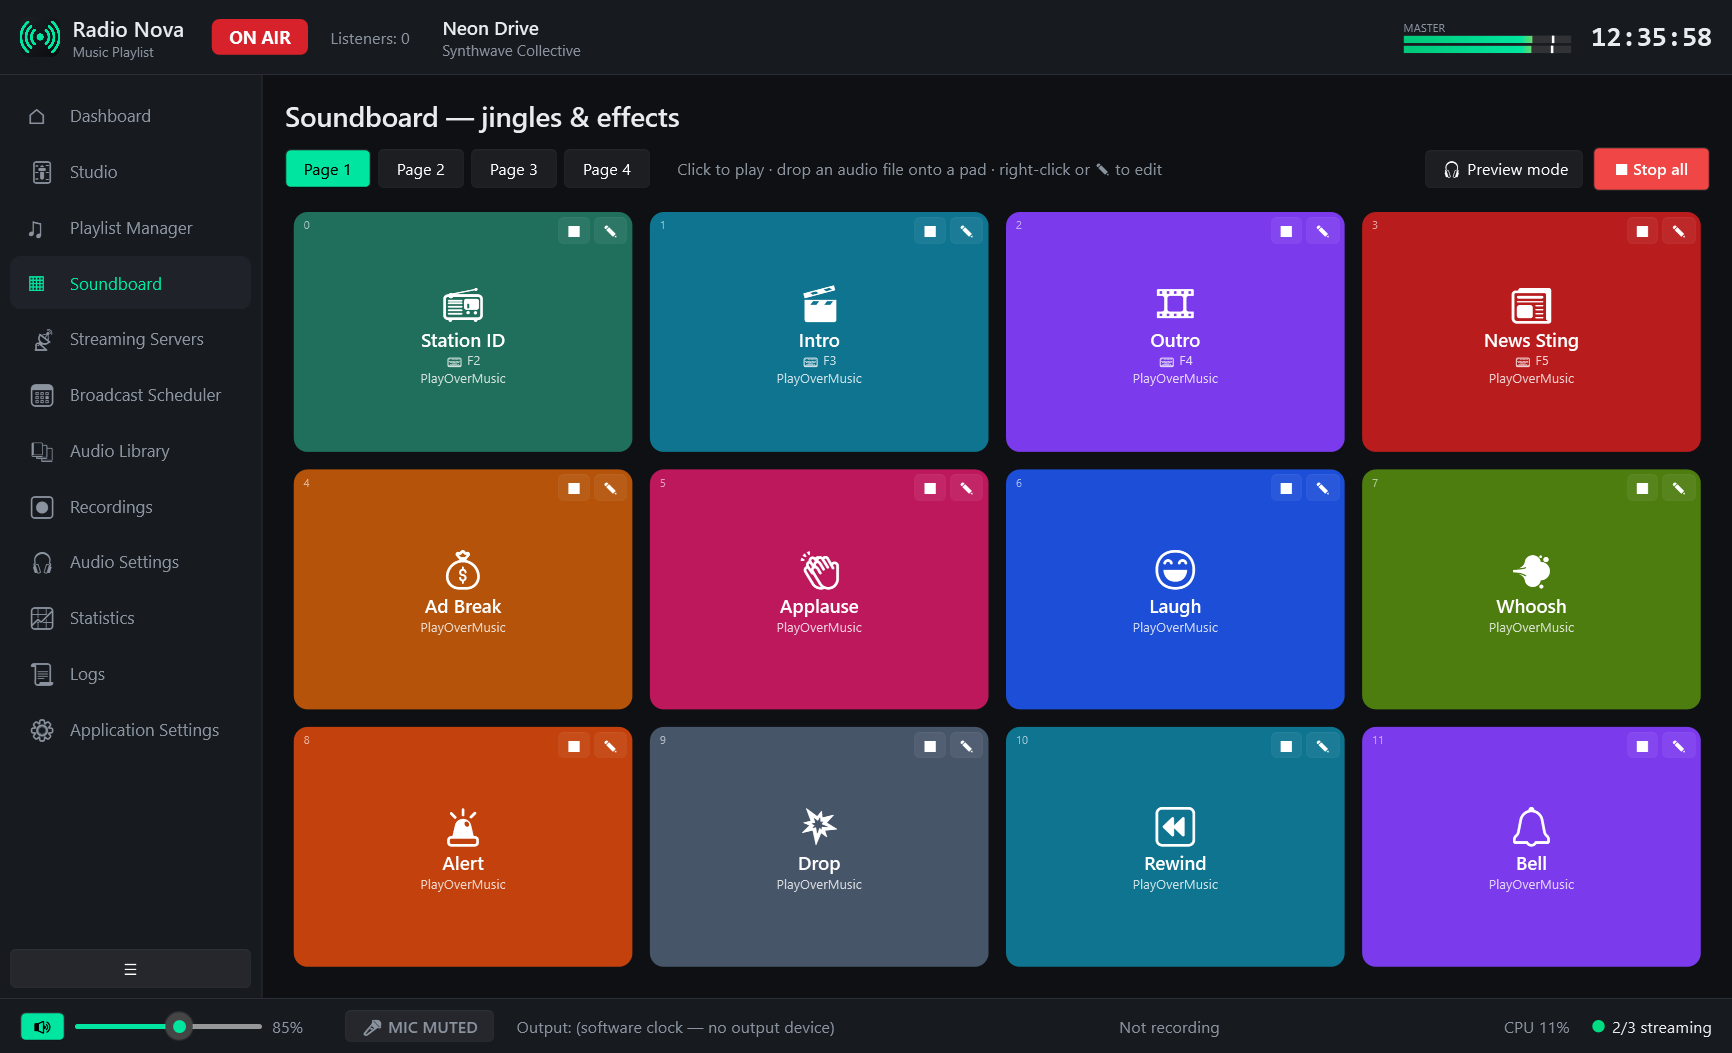 Radio Nova
Music Playlist
ON AIR
Listeners: 0
Neon Drive
Synthwave Collective
MASTER
12:35:58
Dashboard
Studio
Playlist Manager
Soundboard
Streaming Servers
Broadcast Scheduler
Audio Library
Recordings
Audio Settings
Statistics
Logs
Application Settings
Soundboard — jingles & effects
Page 1
Page 2
Page 3
Page 4
Click to play · drop an audio file onto a pad · right-click or ✎ to edit
Preview mode
Stop all
0
Station ID
F2
PlayOverMusic
1
Intro
F3
PlayOverMusic
2
Outro
F4
PlayOverMusic
3
News Sting
F5
PlayOverMusic
4
Ad Break
PlayOverMusic
5
Applause
PlayOverMusic
6
Laugh
PlayOverMusic
7
Whoosh
PlayOverMusic
8
Alert
PlayOverMusic
9
Drop
PlayOverMusic
10
Rewind
PlayOverMusic
11
Bell
PlayOverMusic
85%
MIC MUTED
Output: (software clock — no output device)
Not recording
CPU 11%
2/3 streaming